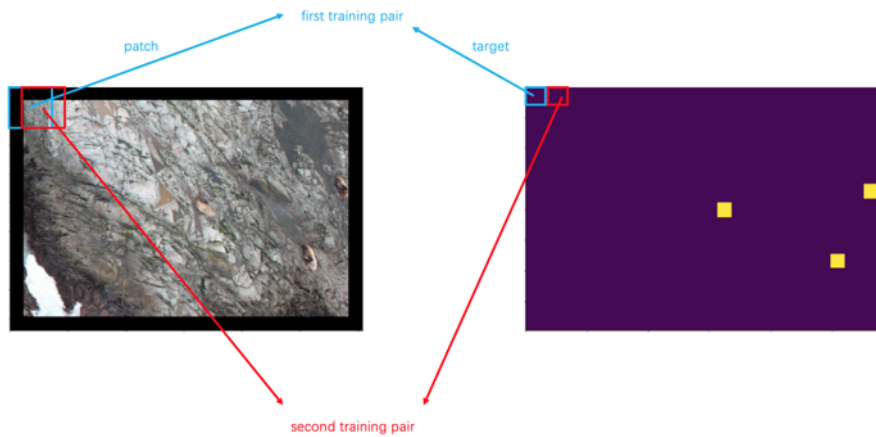 first training pair
patch
target
second training pair